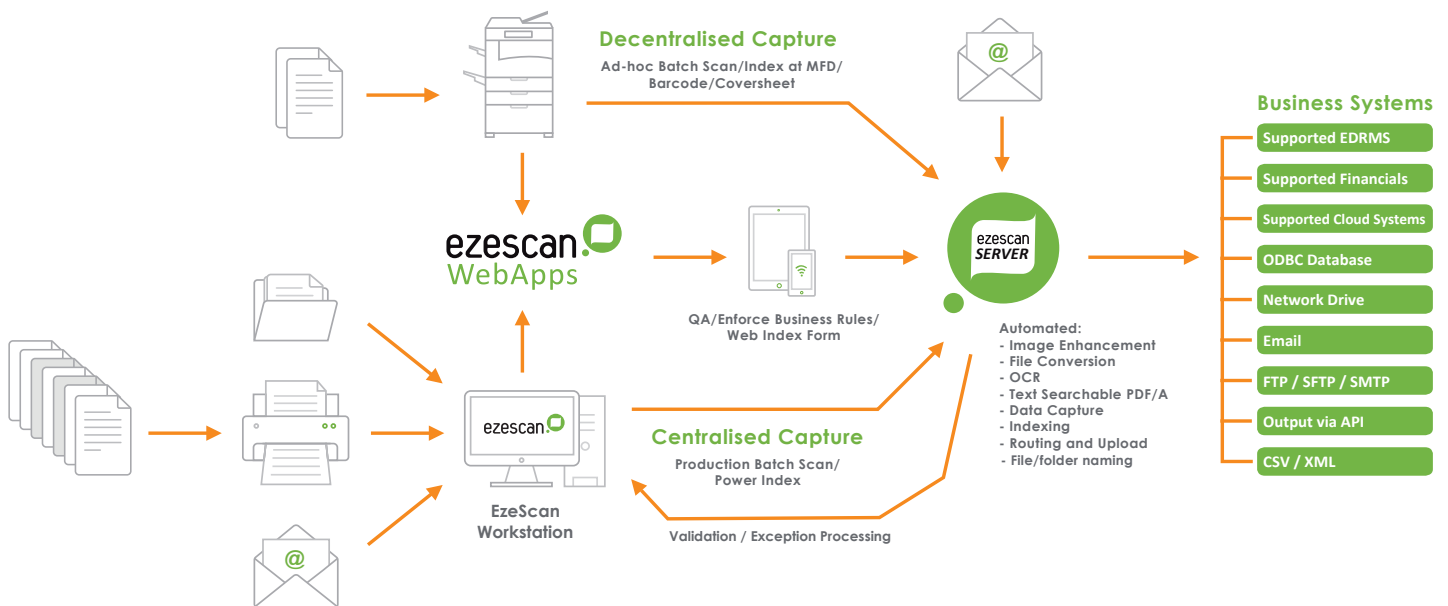 Decentralised Capture
Ad-hoc Batch Scan/Index at MFD/
Barcode/Coversheet
@
Business Systems
Supported EDRMS
Supported Financials
Supported Cloud Systems
ODBC Database
Network Drive
Email
FTP / SFTP / SMTP
Output via API
CSV / XML
ezescan
WebApps
ezescan
SERVER
QA/Enforce Business Rules/
Web Index Form
Automated:
- Image Enhancement
- File Conversion
- OCR
- Text Searchable PDF/A
- Data Capture
- Indexing
- Routing and Upload
- File/folder naming
ezescan
Centralised Capture
Production Batch Scan/
Power Index
EzeScan
Workstation
Validation / Exception Processing
@